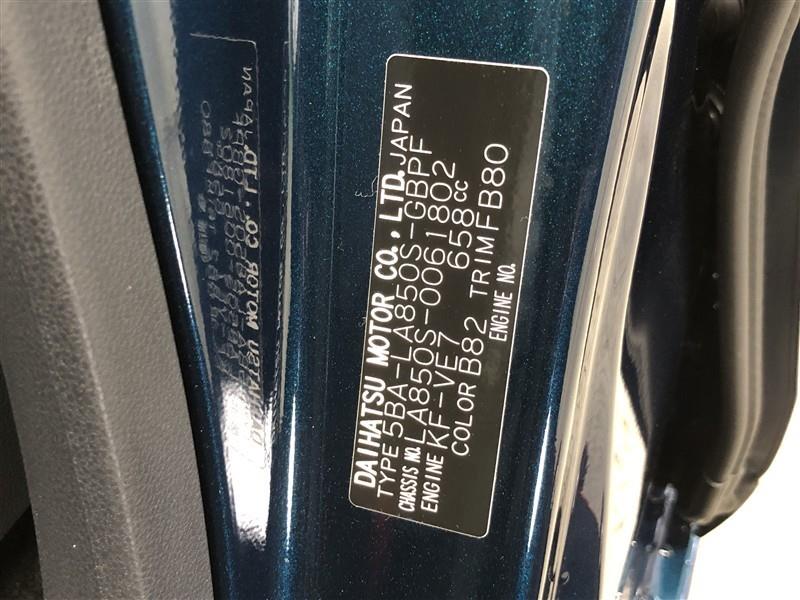 DAIHATSU MOTOR CO., LTD. JAPAN
TYPE 5BA-LA850S-GBPF
CHASSIS NO. LA850S-0061802
ENGINE KF-VE7 658CC
COLOR B82 TRIM FB80
ENGINE NO.